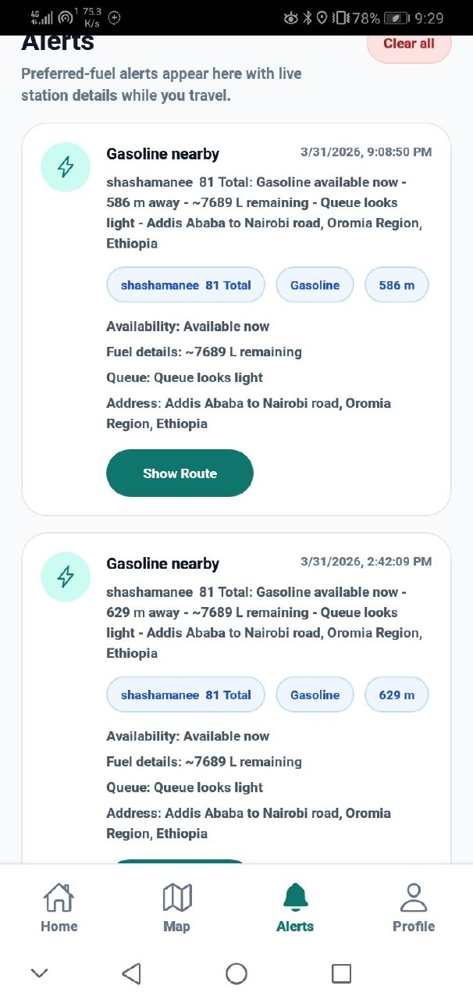 4G 1 75.3 K/s 78% 9:29
Alerts
Clear all
Preferred-fuel alerts appear here with live
station details while you travel.
Gasoline nearby
3/31/2026, 9:08:50 PM
shashamanee 81 Total: Gasoline available now -
586 m away - ~7689 L remaining - Queue looks
light - Addis Ababa to Nairobi road, Oromia Region,
Ethiopia
shashamanee 81 Total
Gasoline
586 m
Availability: Available now
Fuel details: ~7689 L remaining
Queue: Queue looks light
Address: Addis Ababa to Nairobi road, Oromia
Region, Ethiopia
Show Route
Gasoline nearby
3/31/2026, 2:42:09 PM
shashamanee 81 Total: Gasoline available now -
629 m away - ~7689 L remaining - Queue looks
light - Addis Ababa to Nairobi road, Oromia Region,
Ethiopia
shashamanee 81 Total
Gasoline
629 m
Availability: Available now
Fuel details: ~7689 L remaining
Queue: Queue looks light
Address: Addis Ababa to Nairobi road, Oromia
Region, Ethiopia
Home
Map
Alerts
Profile